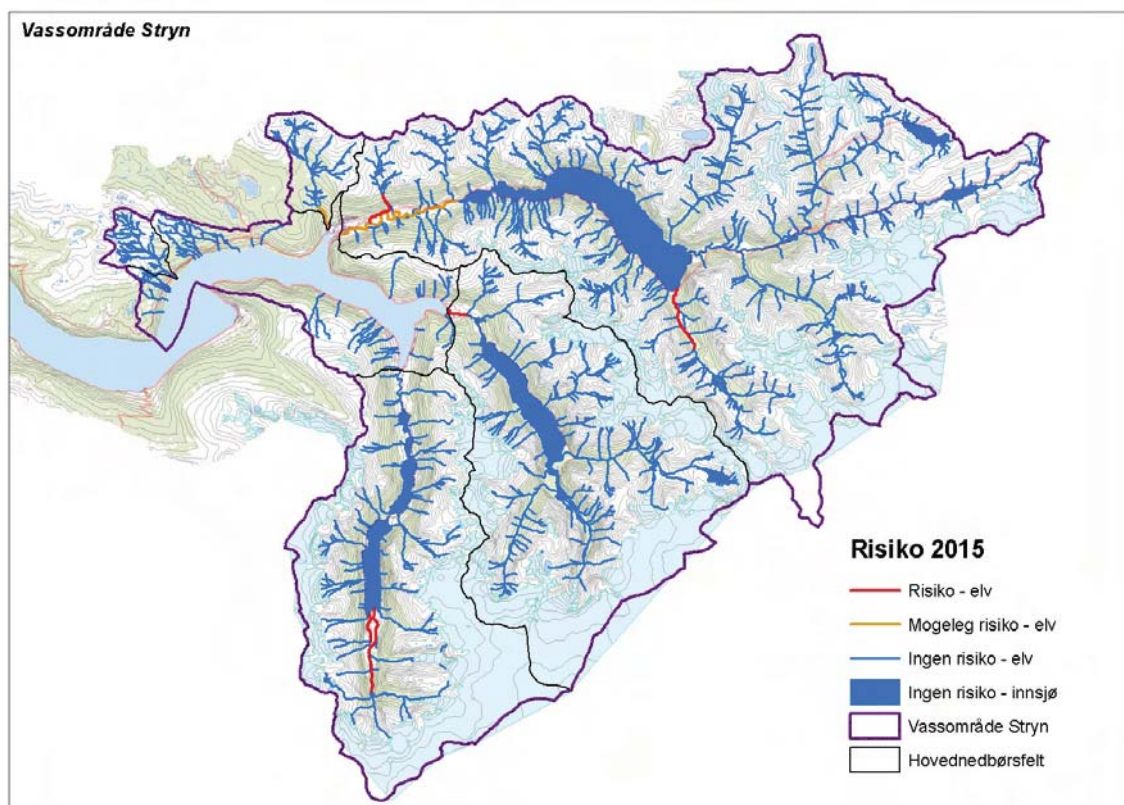 Vassområde Stryn
Risiko 2015
Risiko - elv
Mogeleg risiko - elv
Ingen risiko - elv
Ingen risiko - innsjø
Vassområde Stryn
Hovednedbørsfelt